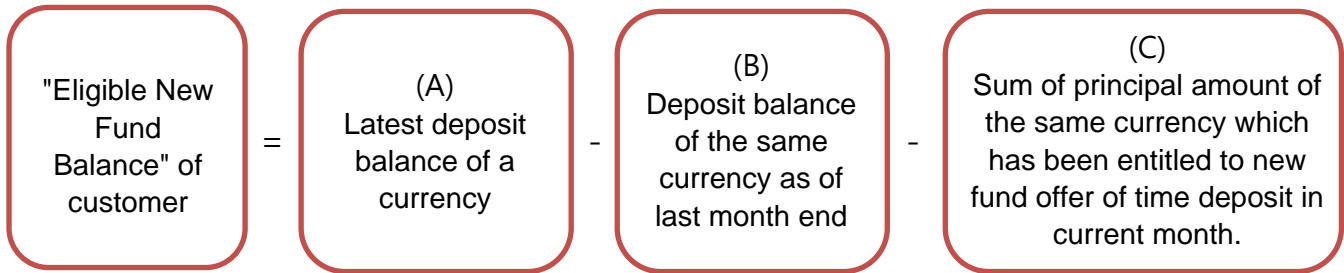 "Eligible New
Fund
Balance" of
customer
=
(A)
Latest deposit
balance of a
currency
-
(B)
Deposit balance
of the same
currency as of
last month end
-
(C)
Sum of principal amount of
the same currency which
has been entitled to new
fund offer of time deposit in
current month.